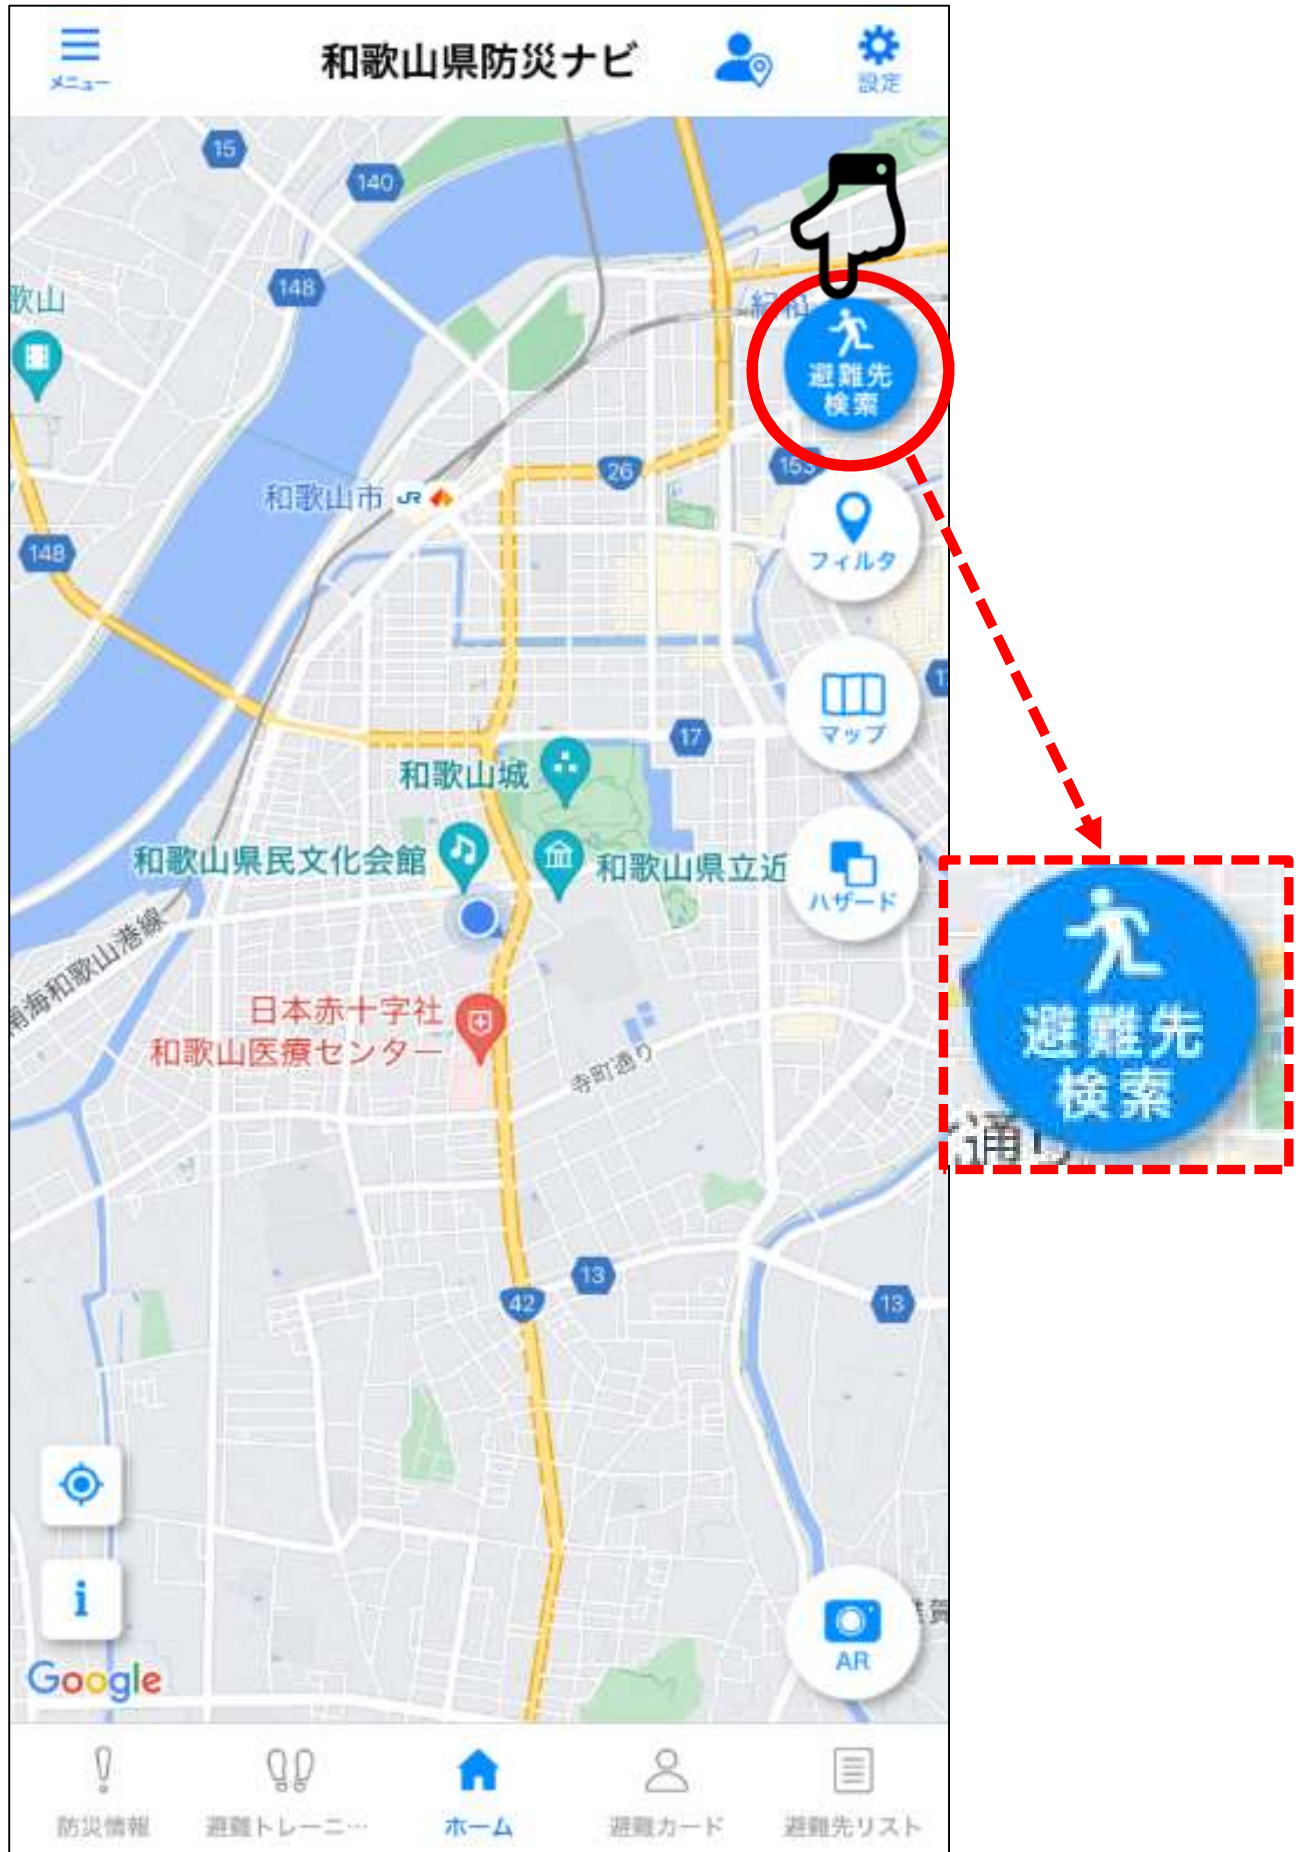 メニュー
和歌山県防災ナビ
設定
15
140
148
歌山
紀和
避難先
検索
153
26
和歌山市 JR
フィルタ
148
マップ
17
和歌山城
和歌山県民文化会館
和歌山県立近
ハザード
南海和歌山港線
避難先
検索
通り
日本赤十字社
和歌山医療センター
寺町通り
13
42
13
i
AR
Google
防災情報
避難トレーニ…
ホーム
避難カード
避難先リスト